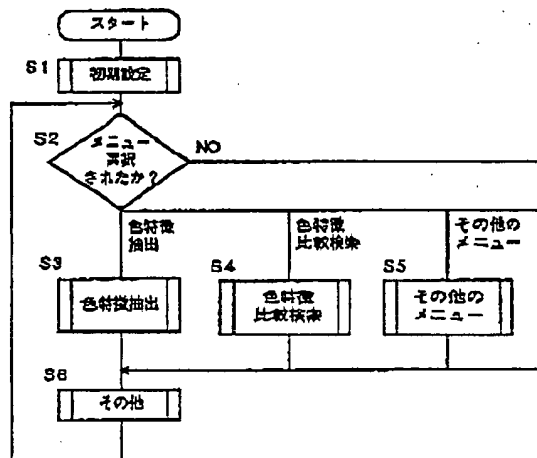 スタート
S1
初期設定
S2
メニュー
選択
されたか？
NO
色特徴
抽出
色特徴
比較検索
その他の
メニュー
S3
色特徴抽出
S4
色特徴
比較検索
S5
その他の
メニュー
S6
その他